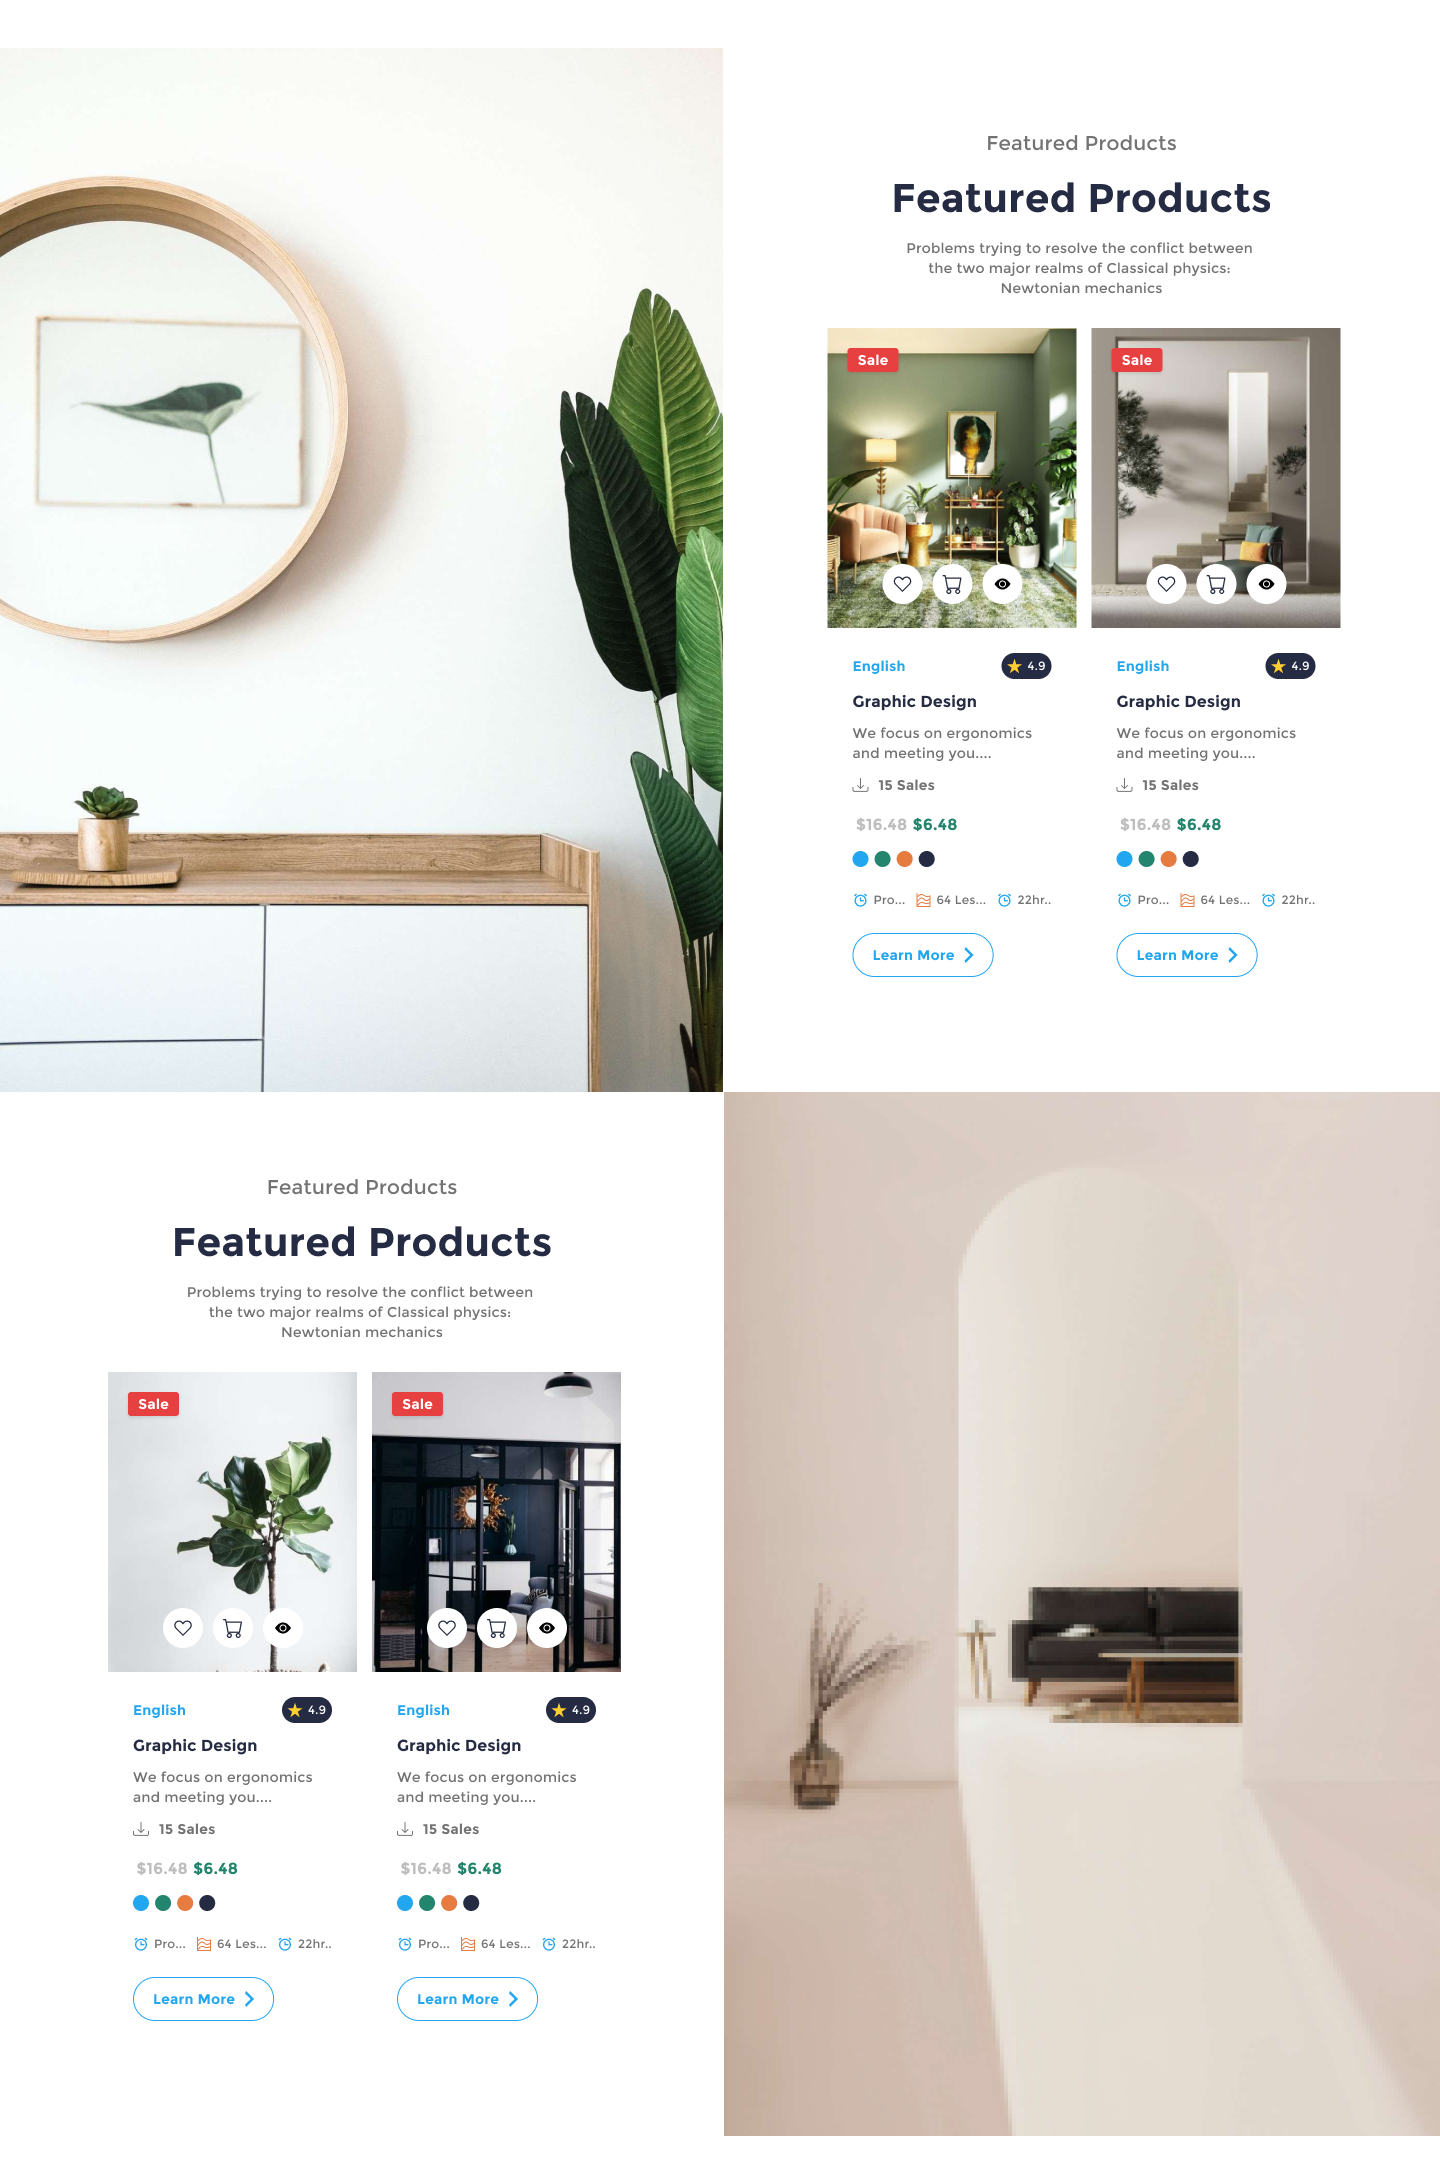 Featured Products
Featured Products
Problems trying to resolve the conflict between
the two major realms of Classical physics:
Newtonian mechanics
Sale
English
4.9
Graphic Design
We focus on ergonomics
and meeting you....
15 Sales
$16.48 $6.48
Pro... 64 Les... 22hr..
Learn More
Sale
English
4.9
Graphic Design
We focus on ergonomics
and meeting you....
15 Sales
$16.48 $6.48
Pro... 64 Les... 22hr..
Learn More
Featured Products
Featured Products
Problems trying to resolve the conflict between
the two major realms of Classical physics:
Newtonian mechanics
Sale
English
4.9
Graphic Design
We focus on ergonomics
and meeting you....
15 Sales
$16.48 $6.48
Pro... 64 Les... 22hr..
Learn More
Sale
English
4.9
Graphic Design
We focus on ergonomics
and meeting you....
15 Sales
$16.48 $6.48
Pro... 64 Les... 22hr..
Learn More